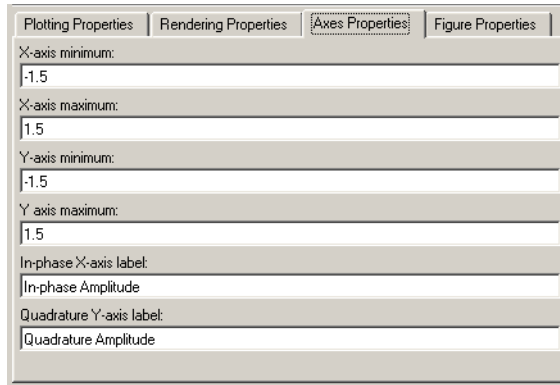 Plotting Properties Rendering Properties Axes Properties Figure Properties
X-axis minimum:
-1.5
X-axis maximum:
1.5
Y-axis minimum:
-1.5
Y axis maximum:
1.5
In-phase X-axis label:
In-phase Amplitude
Quadrature Y-axis label:
Quadrature Amplitude